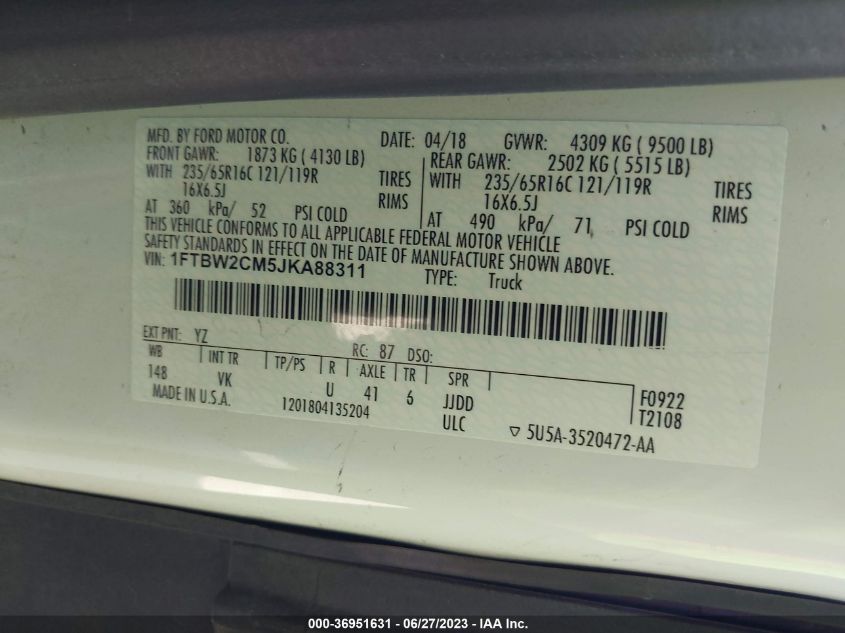 MFD. BY FORD MOTOR CO. DATE: 04/18 GVWR: 4309 KG ( 9500 LB)
FRONT GAWR: 1873 KG ( 4130 LB) REAR GAWR: 2502 KG ( 5515 LB)
WITH 235/65R16C 121/119R TIRES WITH 235/65R16C 121/119R TIRES
16X6.5J RIMS 16X6.5J RIMS
AT 360 kPa/ 52 PSI COLD AT 490 kPa/ 71 PSI COLD
THIS VEHICLE CONFORMS TO ALL APPLICABLE FEDERAL MOTOR VEHICLE
SAFETY STANDARDS IN EFFECT ON THE DATE OF MANUFACTURE SHOWN ABOVE.
VIN: 1FTBW2CM5JKA88311 TYPE: Truck
EXT PNT: YZ RC: 87 DSO:
WB INT TR TP/PS R AXLE TR SPR
148 VK U 41 6 JJDD F0922
MADE IN U.S.A. 1201804135204 ULC T2108
▽ 5U5A-3520472-AA
000-36951631 - 06/27/2023 - IAA Inc.